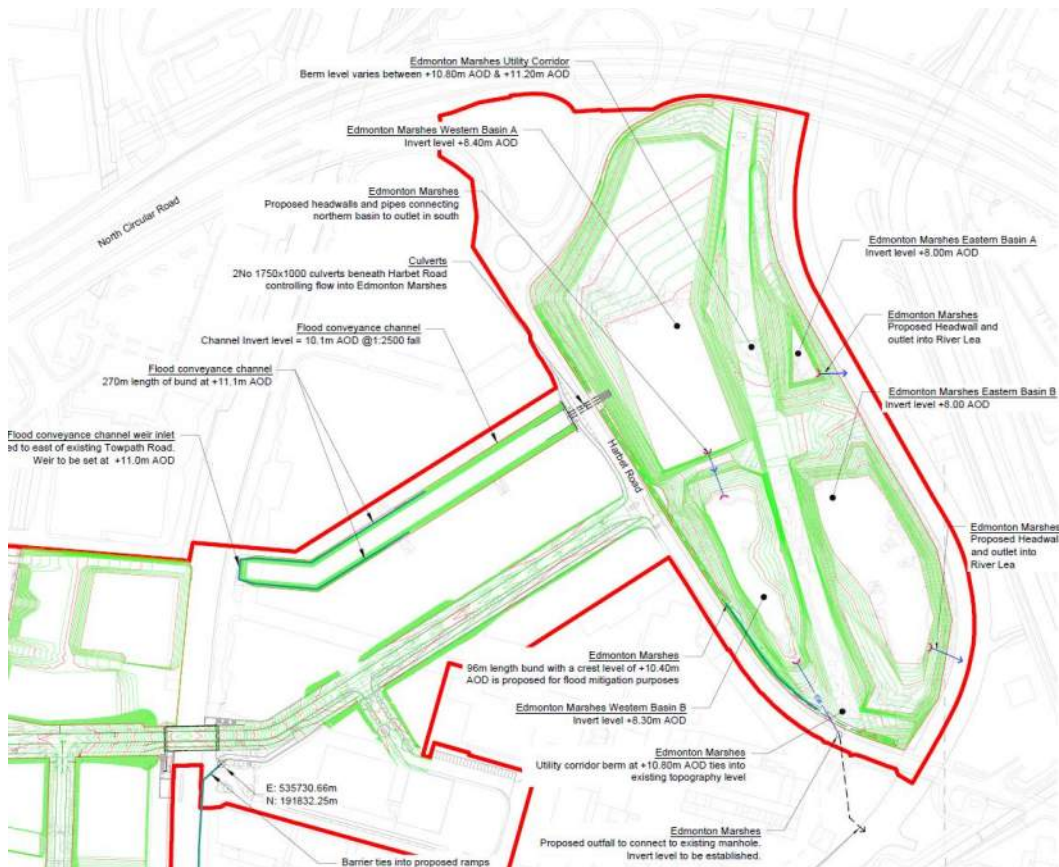 Edmonton Marshes Utility Corridor
Berm level varies between +10.80m AOD & +11.20m AOD
Edmonton Marshes Western Basin A
Invert level +8.40m AOD
Edmonton Marshes
Proposed headwalls and pipes connecting
northern basin to outlet in south
North Circular Road
Culverts
2No 1750x1000 culverts beneath Harbet Road
controlling flow into Edmonton Marshes
Edmonton Marshes Eastern Basin A
Invert level +8.00m AOD
Flood conveyance channel
Channel Invert level = 10.1m AOD @1:2500 fall
Edmonton Marshes
Proposed Headwall and
outlet into River Lea
Flood conveyance channel
270m length of bund at +11.1m AOD
Edmonton Marshes Eastern Basin B
Invert level +8.00 AOD
Flood conveyance channel weir inlet
ed to east of existing Towpath Road.
Weir to be set at +11.0m AOD
Harbet Road
Edmonton Marshes
Proposed Headwal
and outlet into
River Lea
Edmonton Marshes
96m length bund with a crest level of +10.40m
AOD is proposed for flood mitigation purposes
Edmonton Marshes Western Basin B
Invert level +8.30m AOD
Edmonton Marshes
Utility corridor berm at +10.80m AOD ties into
existing topography level
E: 535730.66m
N: 191832.25m
Edmonton Marshes
Proposed outfall to connect to existing manhole.
Invert level to be established.
Barrier ties into proposed ramps